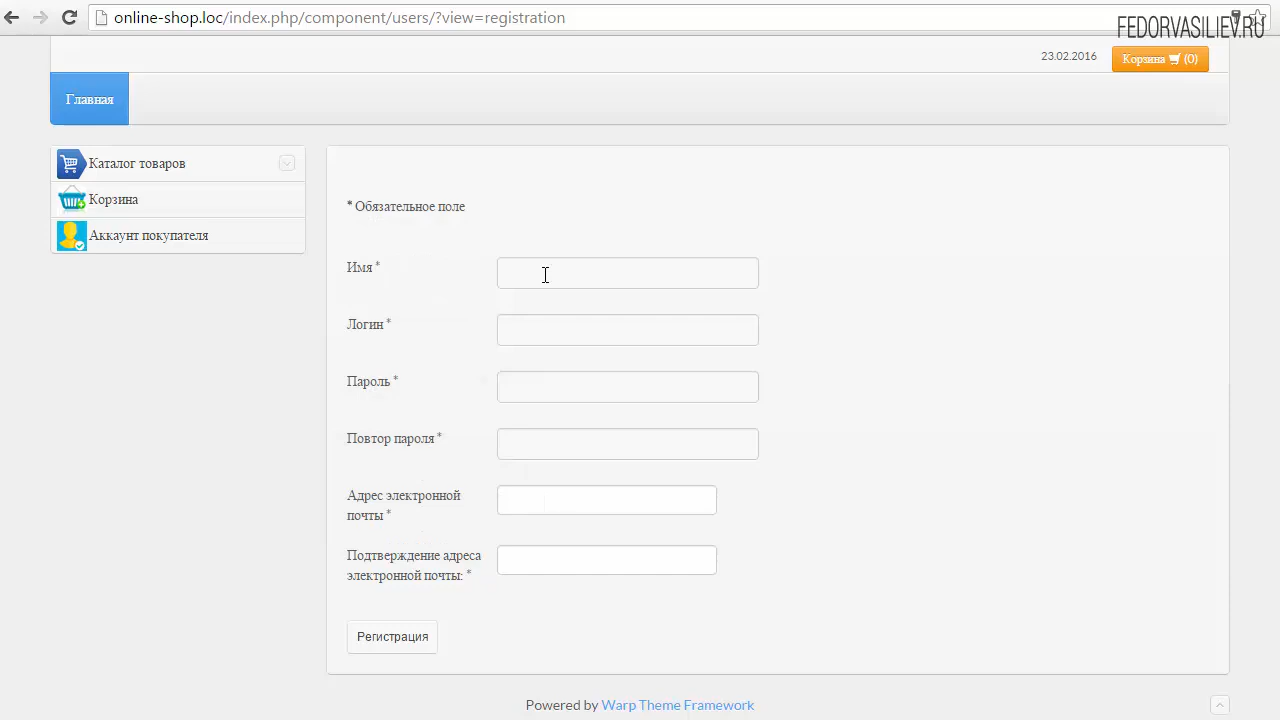 online-shop.loc/index.php/component/users/?view=registration
FEDORVASILIEV.RU
23.02.2016
Корзина (0)
Главная
Каталог товаров
Корзина
Аккаунт покупателя
* Обязательное поле
Имя *
Логин *
Пароль *
Повтор пароля *
Адрес электронной
почты *
Подтверждение адреса
электронной почты: *
Регистрация
Powered by Warp Theme Framework